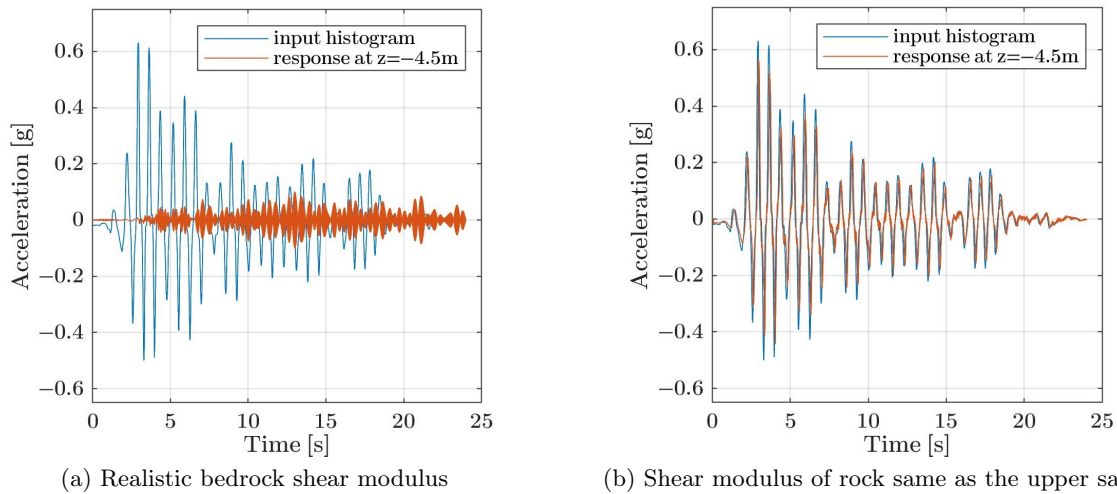 input histogram
response at z=−4.5m
0.6
0.4
0.2
0
−0.2
−0.4
−0.6
Acceleration [g]
0 5 10 15 20 25
Time [s]
(a) Realistic bedrock shear modulus
input histogram
response at z=−4.5m
0.6
0.4
0.2
0
−0.2
−0.4
−0.6
Acceleration [g]
0 5 10 15 20 25
Time [s]
(b) Shear modulus of rock same as the upper sa